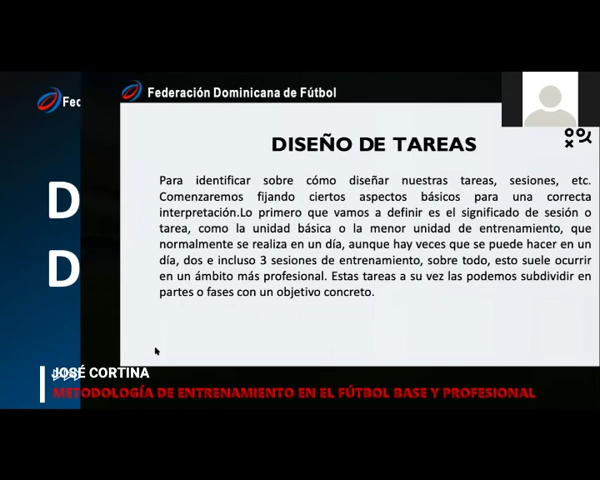 Fec
Federación Dominicana de Fútbol
D
D
DISEÑO DE TAREAS
Para identificar sobre cómo diseñar nuestras tareas, sesiones, etc.
Comenzaremos fijando ciertos aspectos básicos para una correcta
interpretación.Lo primero que vamos a definir es el significado de sesión o
tarea, como la unidad básica o la menor unidad de entrenamiento, que
normalmente se realiza en un día, aunque hay veces que se puede hacer en un
día, dos e incluso 3 sesiones de entrenamiento, sobre todo, esto suele ocurrir
en un ámbito más profesional. Estas tareas a su vez las podemos subdividir en
partes o fases con un objetivo concreto.
JOSÉ CORTINA
METODOLOGÍA DE ENTRENAMIENTO EN EL FÚTBOL BASE Y PROFESIONAL